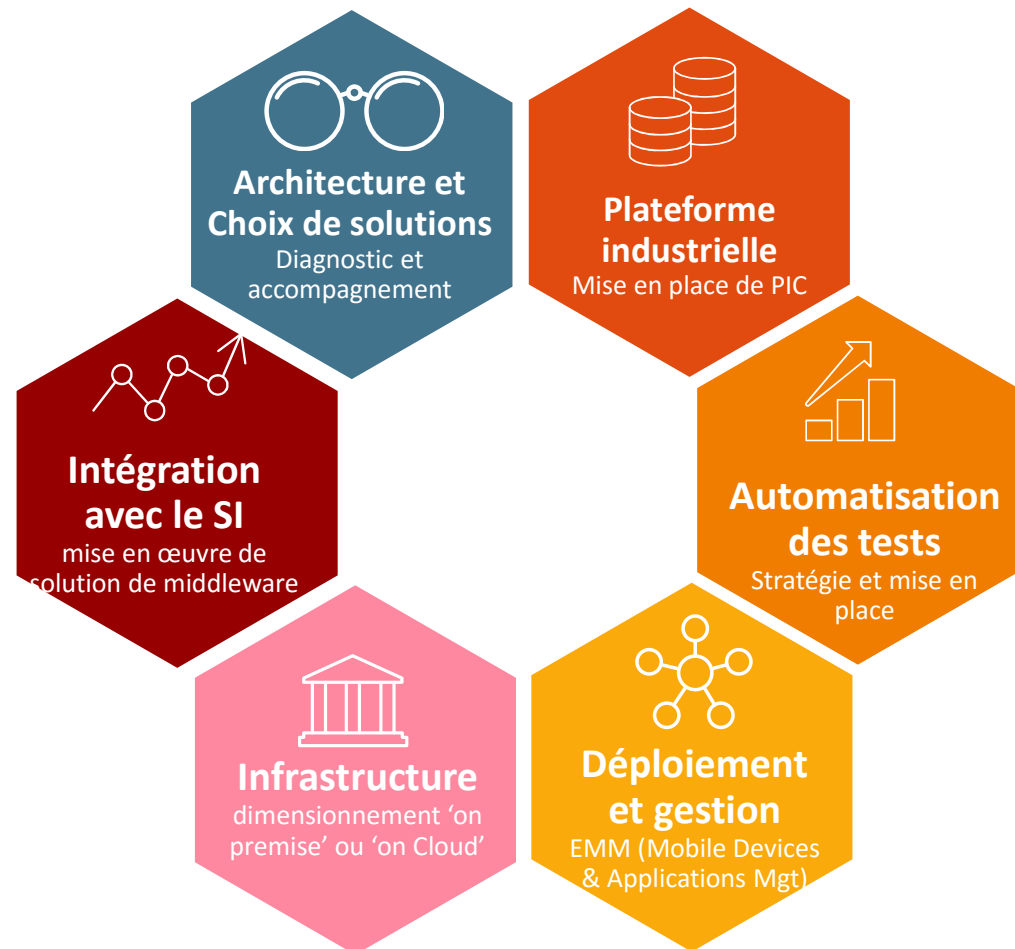 Architecture et
Choix de solutions
Diagnostic et
accompagnement
Plateforme
industrielle
Mise en place de PIC
Intégration
avec le SI
mise en œuvre de
solution de middleware
Automatisation
des tests
Stratégie et mise en
place
Infrastructure
dimensionnement ‘on
premise’ ou ‘on Cloud’
Déploiement
et gestion
EMM (Mobile Devices
& Applications Mgt)